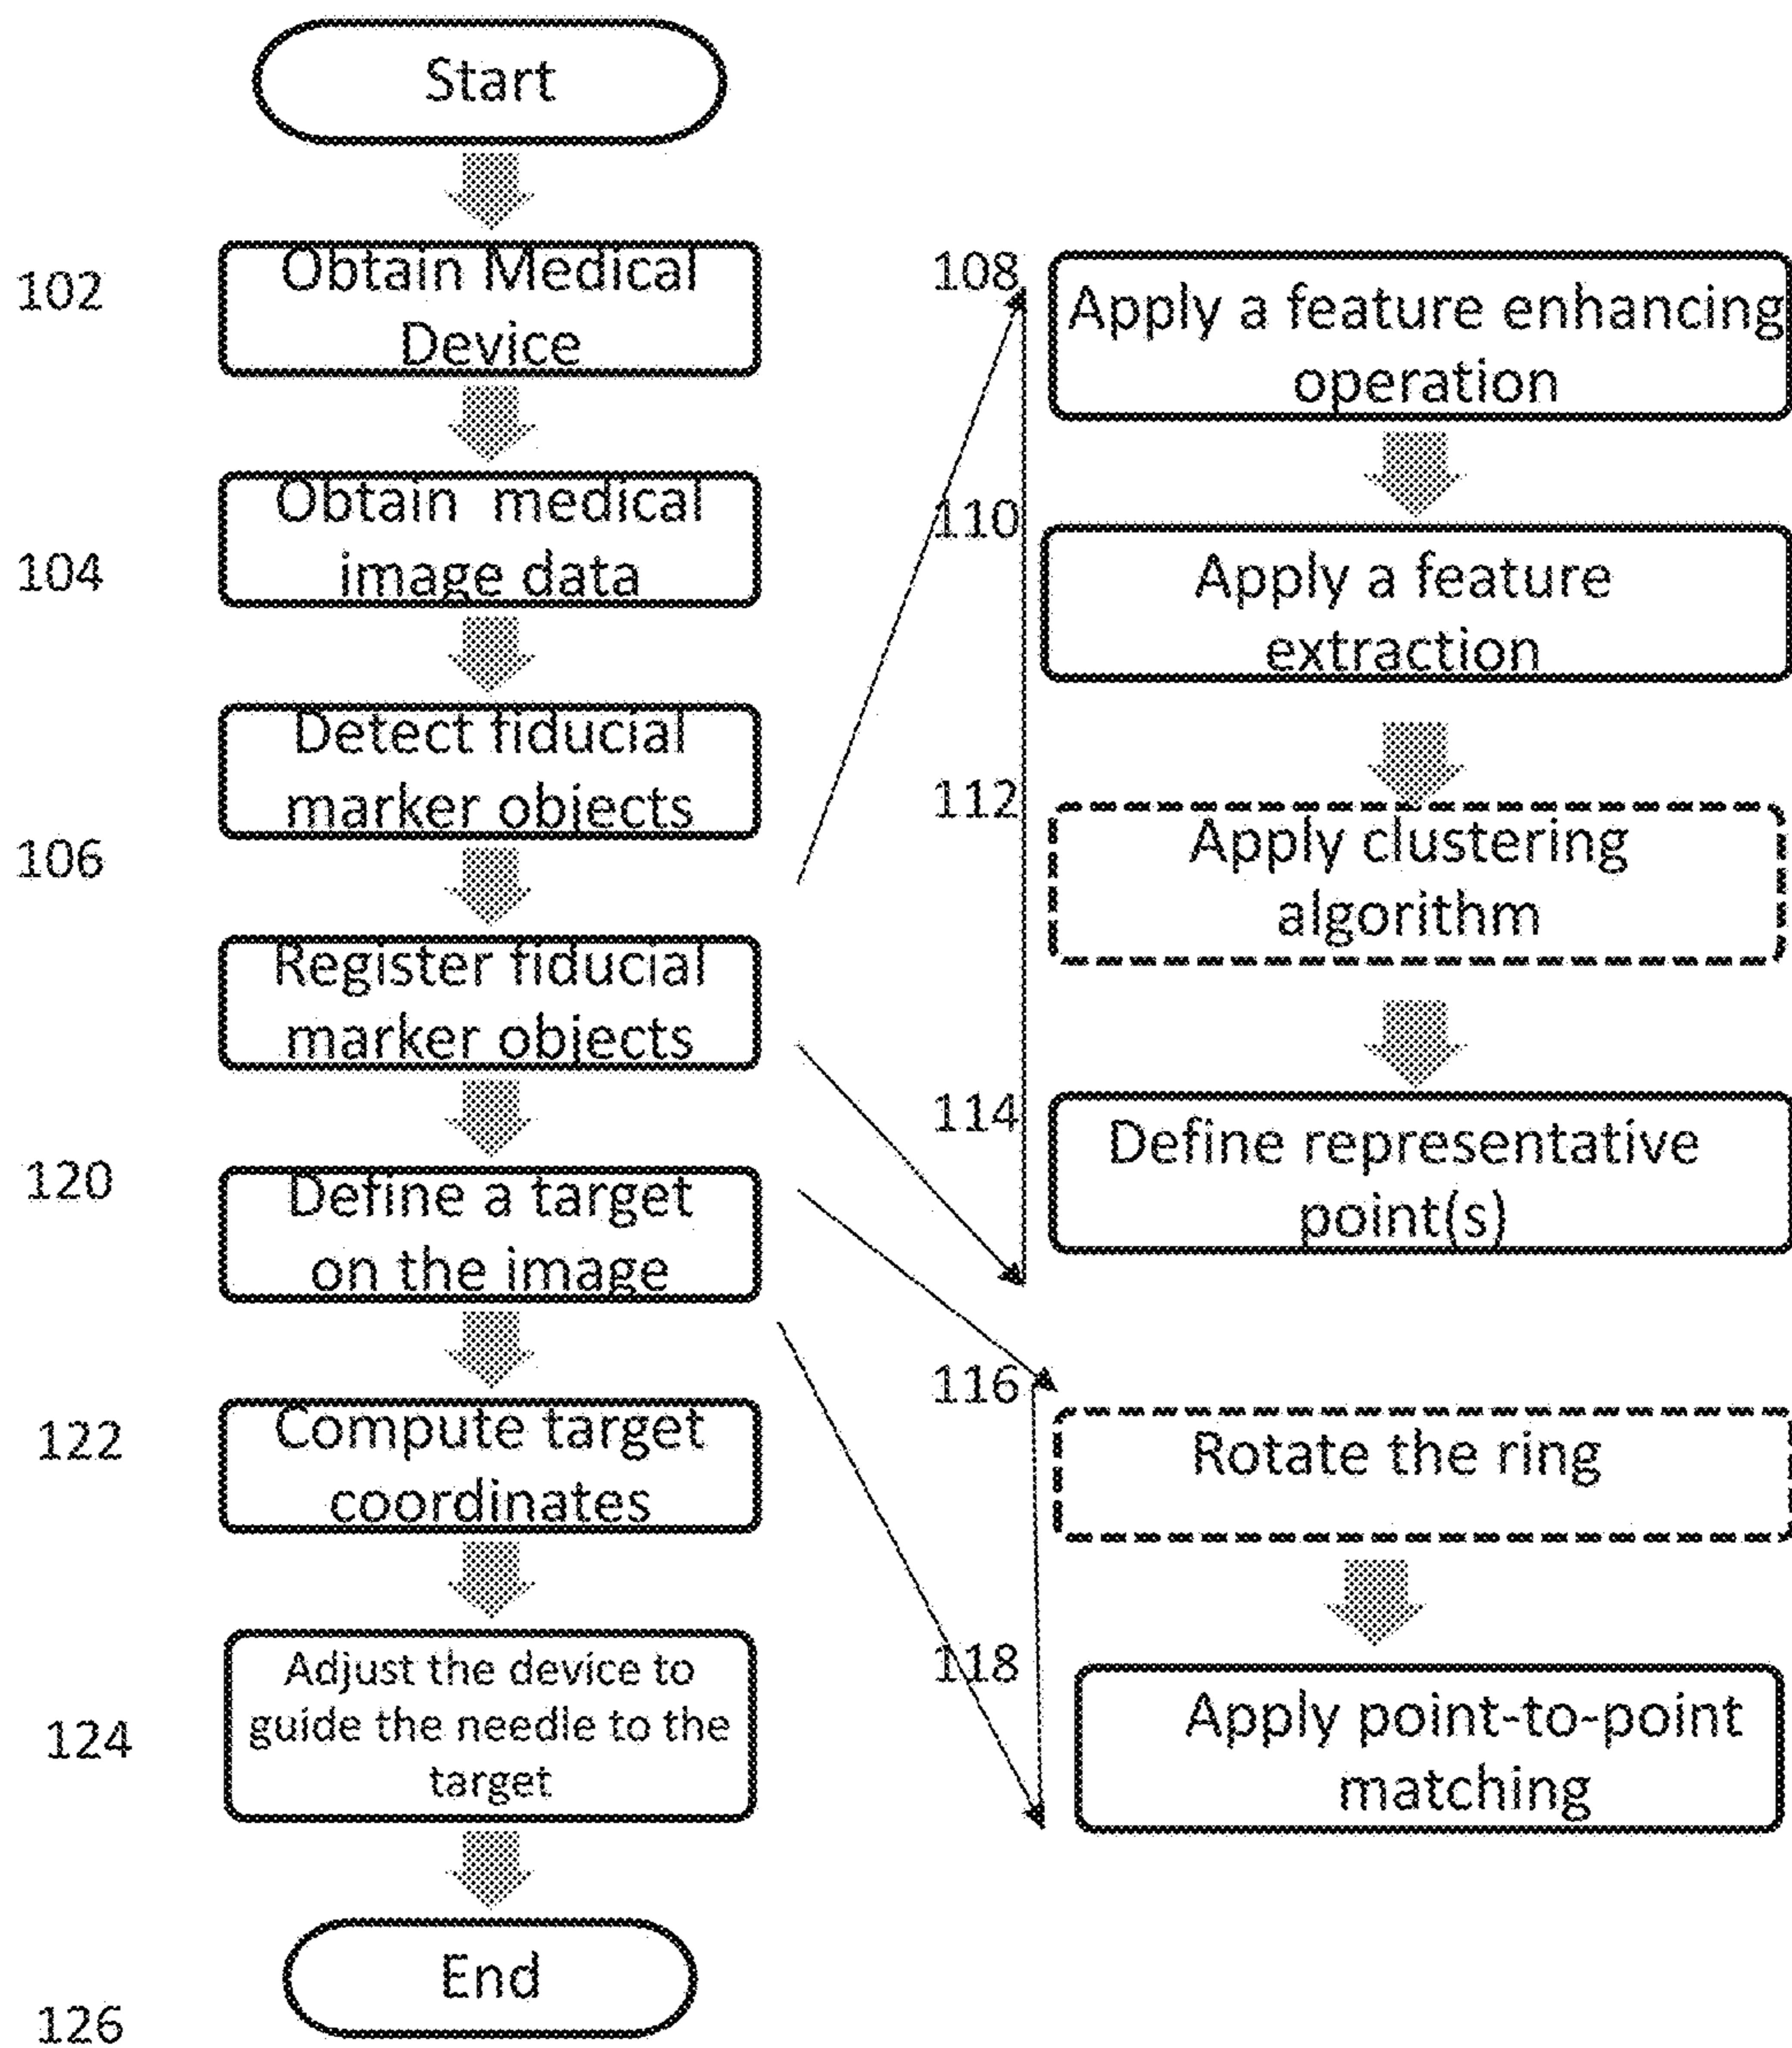 Start
102
Obtain Medical
Device
104
Obtain medical
image data
Detect fiducial
marker objects
106
Register fiducial
marker objects
120
Define a target
on the image
122
Compute target
coordinates
124
Adjust the device to
guide the needle to the
target
End
126
108
Apply a feature enhancing
operation
110
Apply a feature
extraction
112
Apply clustering
algorithm
114
Define representative
point(s)
116
Rotate the ring
118
Apply point-to-point
matching